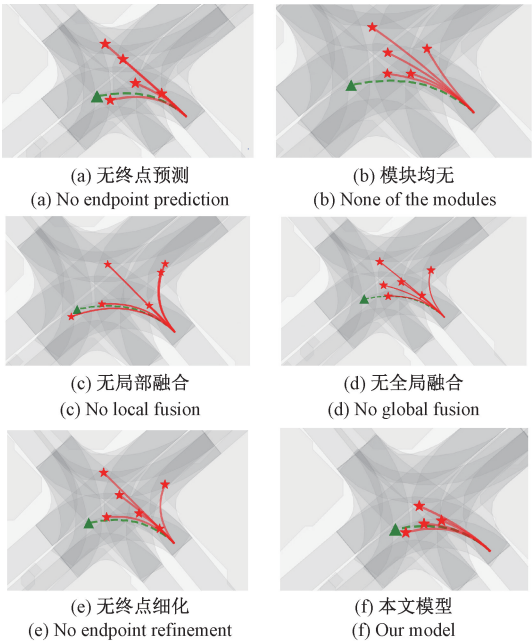 (a) 无终点预测
(a) No endpoint prediction
(b) 模块均无
(b) None of the modules
(c) 无局部融合
(c) No local fusion
(d) 无全局融合
(d) No global fusion
(e) 无终点细化
(e) No endpoint refinement
(f) 本文模型
(f) Our model